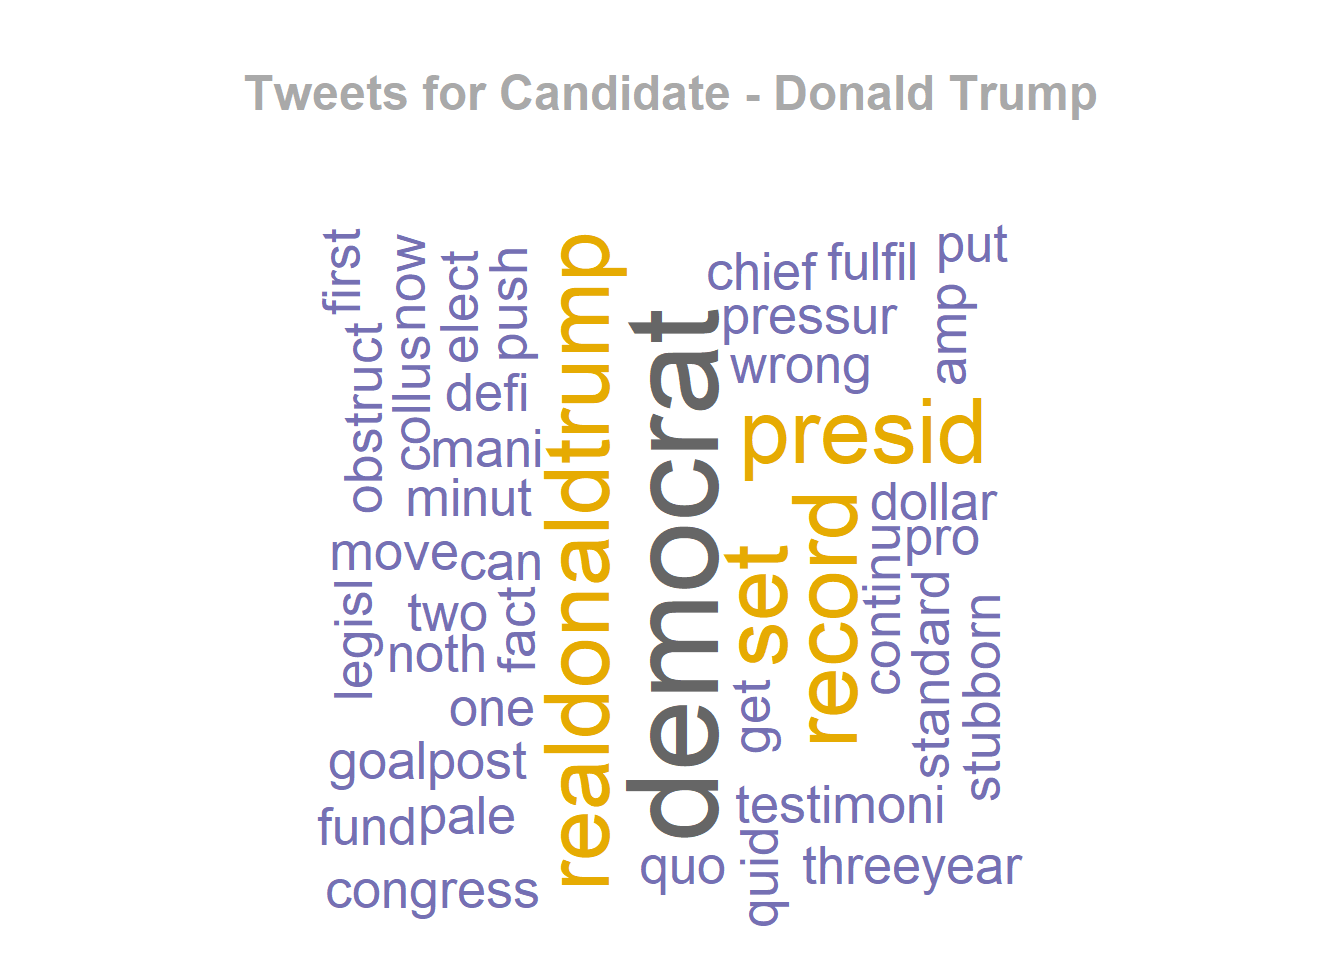 Tweets for Candidate - Donald Trump
first
now
elect
push
realdonaldtrump
democrat
chief
fulfil
put
pressur
amp
wrong
obstruct
collus
defi
mani
presid
minut
record
dollar
pro
move
can
set
continu
legisl
two
fact
noth
standard
stubborn
one
get
goalpost
testimoni
fund
pale
quo
quid
threeyear
congress